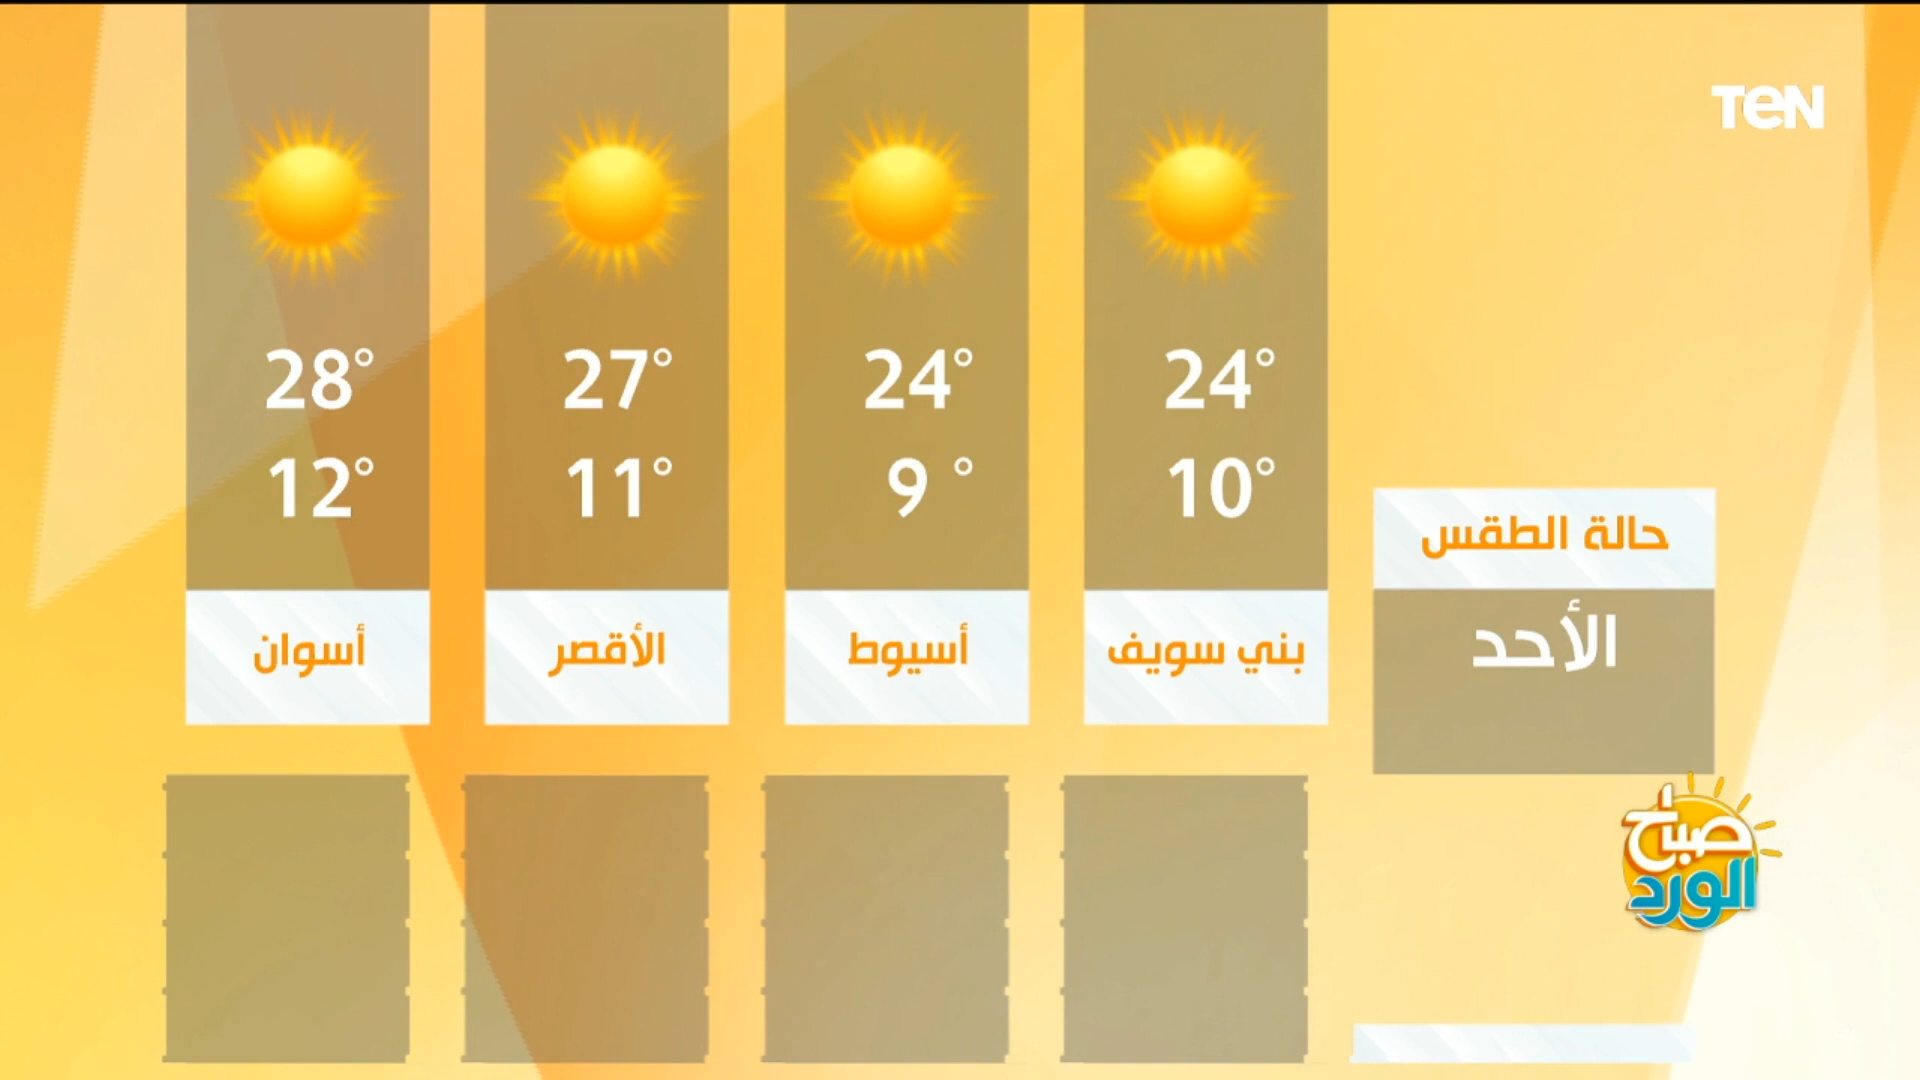 TEN
24° 24° 27° 28°
10° 9° 11° 12°
حالة الطقس
الأحد
بني سويف أسيوط الأقصر أسوان
صباح
الورد